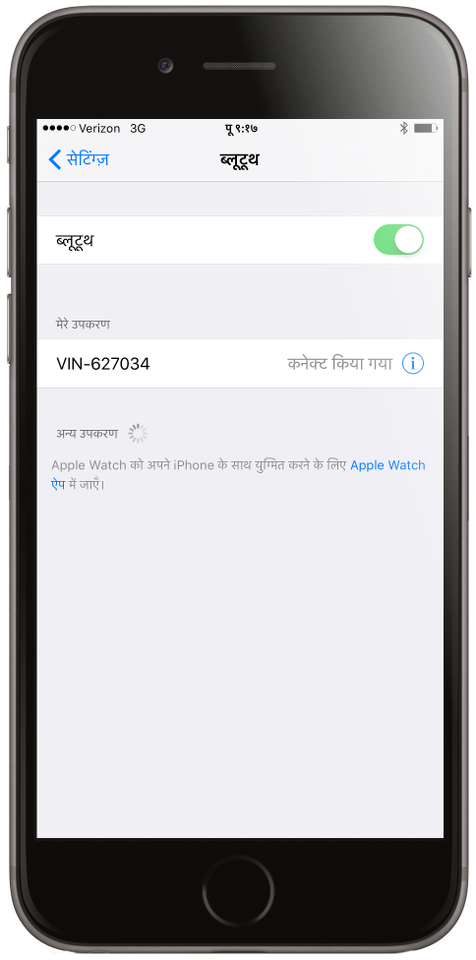 Verizon 3G पू ९:१७
सेटिंग्ज़ ब्लूटूथ
ब्लूटूथ
मेरे उपकरण
VIN-627034 कनेक्ट किया गया
अन्य उपकरण
Apple Watch को अपने iPhone के साथ युग्मित करने के लिए Apple Watch
ऐप में जाएँ।